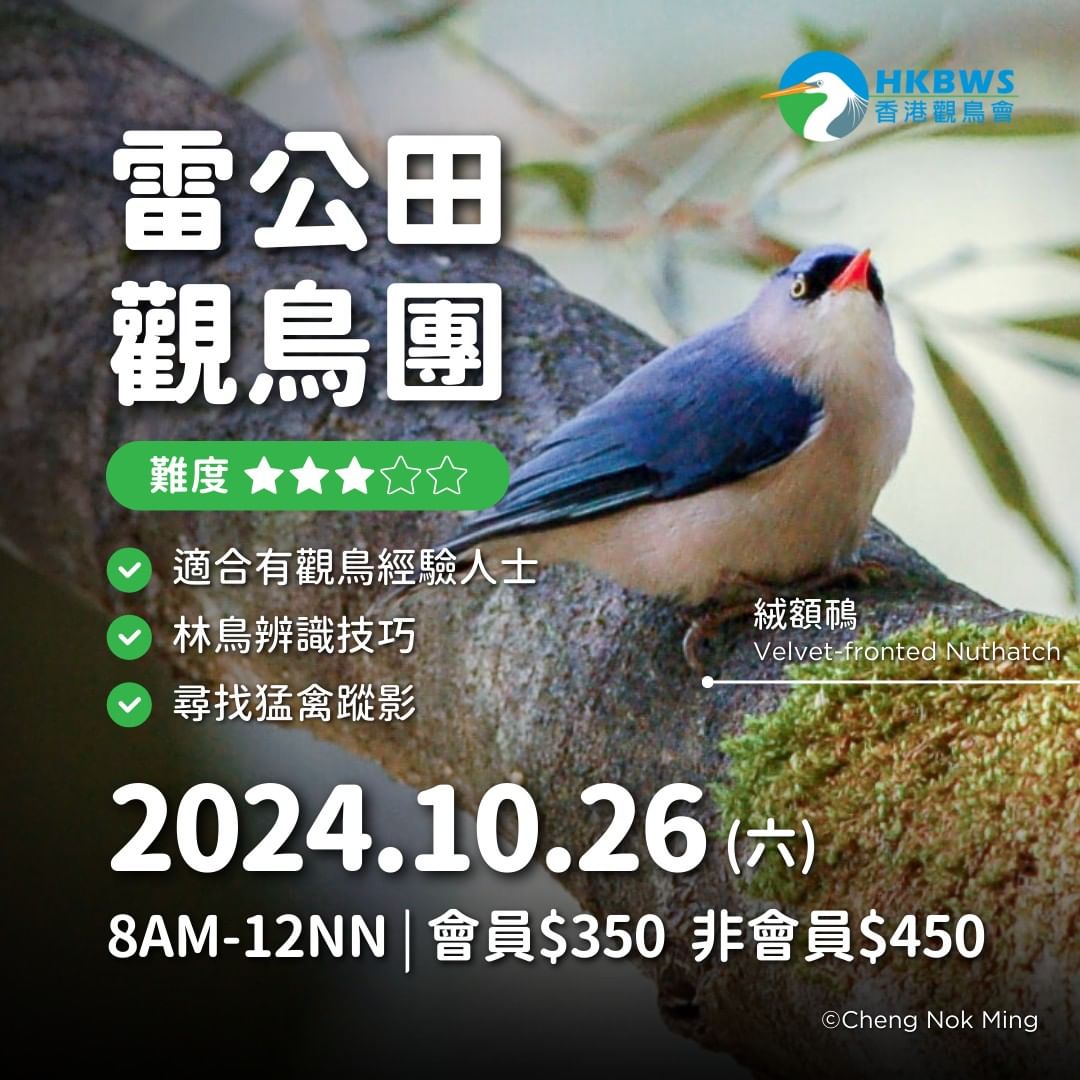 HKBWS
香港觀鳥會
雷公田
觀鳥團
難度 ★★★☆☆
適合有觀鳥經驗人士
林鳥辨識技巧
尋找猛禽蹤影
絨額鳾
Velvet-fronted Nuthatch
2024.10.26 (六)
8AM-12NN | 會員$350 非會員$450
©Cheng Nok Ming